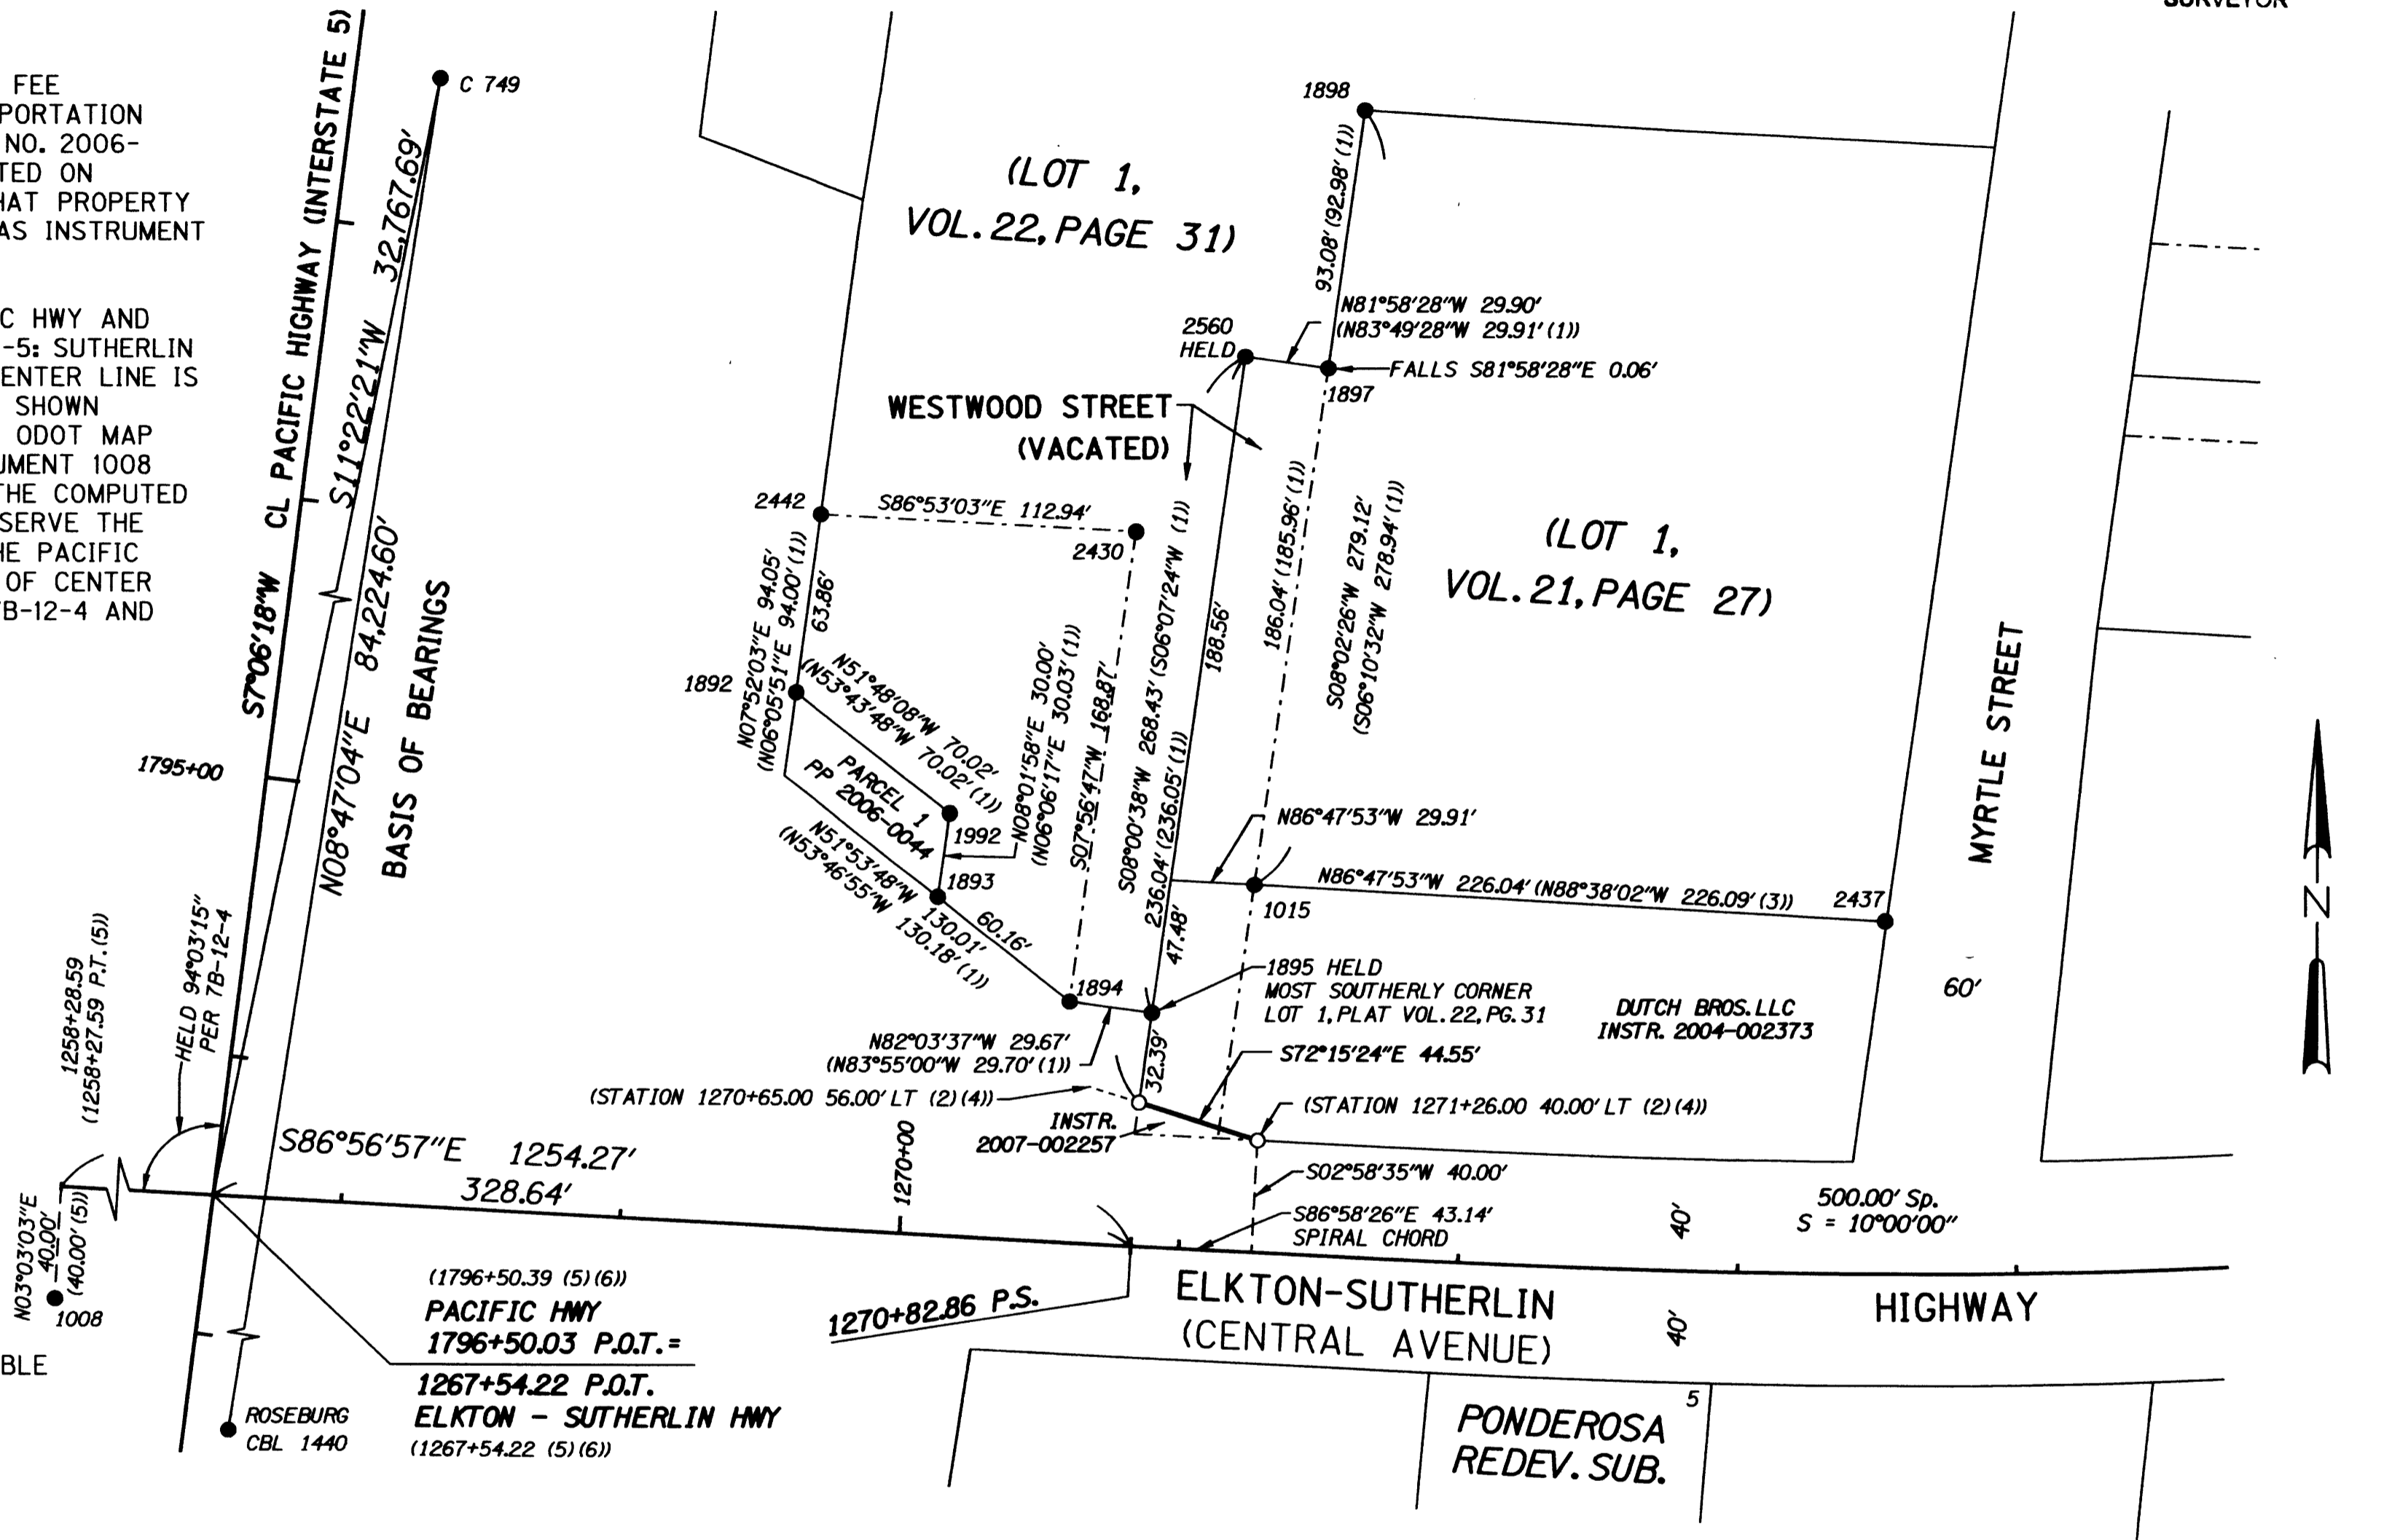 SURVEYOR
FEE
PORTATION
NO. 2006-
TED ON
HAT PROPERTY
AS INSTRUMENT
C HWY AND
-5: SUTHERLIN
ENTER LINE IS
SHOWN
ODOT MAP
UMENT 1008
THE COMPUTED
SERVE THE
HE PACIFIC
OF CENTER
7B-12-4 AND
BLE
S7°06'18"W CL PACIFIC HIGHWAY (INTERSTATE 5)
C 749
S11°22'21"W 32,767.69'
N08°47'04"E 84,224.60'
BASIS OF BEARINGS
1795+00
HELD 94°03'15"
PER 7B-12-4
1258+28.59
(1258+27.59 P.T.(5))
N03°03'03"E
40.00'
(40.00'(5))
1008
S86°56'57"E 1254.27'
328.64'
(1796+50.39 (5)(6))
PACIFIC HWY
1796+50.03 P.O.T.=
1267+54.22 P.O.T.
ELKTON - SUTHERLIN HWY
(1267+54.22 (5)(6))
ROSEBURG
CBL 1440
(LOT 1,
VOL.22, PAGE 31)
1898
93.08'(92.98'(1))
N81°58'28"W 29.90'
(N83°49'28"W 29.91'(1))
2560
HELD
FALLS S81°58'28"E 0.06'
1897
WESTWOOD STREET
(VACATED)
2442
S86°53'03"E 112.94'
2430
N07°52'03"E 94.05'
(N06°05'51"E 94.00'(1))
63.86'
1892
N51°48'08"W 70.02'
(N53°43'48"W 70.02'(1))
PARCEL 1
PP 2006-0044
1992
1893
N51°53'48"W 130.01'
(N53°46'55"W 130.18'(1))
60.16'
N08°01'58"E 30.00'
(N06°06'17"E 30.03'(1))
S07°56'47"W 168.87'
S08°00'38"W 268.43'(S06°07'24"W (1))
236.04'(236.05'(1))
188.56'
47.48'
186.04'(185.96'(1))
S08°02'26"W 279.12'
(S06°10'32"W 278.94'(1))
(LOT 1,
VOL.21, PAGE 27)
MYRTLE STREET
N86°47'53"W 29.91'
N86°47'53"W 226.04'(N88°38'02"W 226.09'(3))
2437
1015
1894
1895 HELD
MOST SOUTHERLY CORNER
LOT 1, PLAT VOL.22, PG.31
DUTCH BROS.LLC
INSTR. 2004-002373
60'
N
N82°03'37"W 29.67'
(N83°55'00"W 29.70'(1))
32.39'
S72°15'24"E 44.55'
(STATION 1270+65.00 56.00' LT (2)(4))
(STATION 1271+26.00 40.00' LT (2)(4))
INSTR.
2007-002257
1270+00
S02°58'35"W 40.00'
S86°58'26"E 43.14'
SPIRAL CHORD
40'
500.00' Sp.
S = 10°00'00"
1270+82.86 P.S.
ELKTON-SUTHERLIN HIGHWAY
(CENTRAL AVENUE)
40'
5
PONDEROSA
REDEV. SUB.